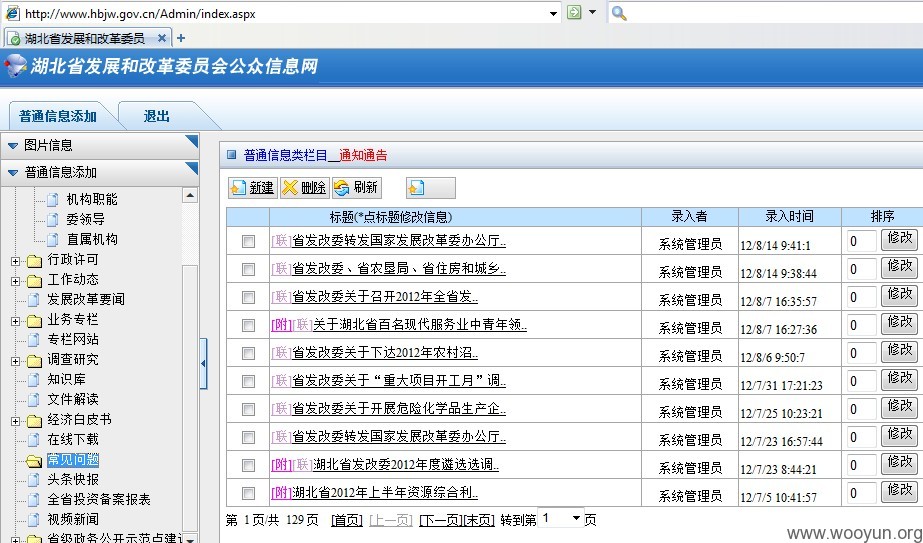 http://www.hbjw.gov.cn/Admin/index.aspx
湖北省发展和改革委员
湖北省发展和改革委员会公众信息网
普通信息添加 退出
图片信息
普通信息添加
机构职能
委领导
直属机构
行政许可
工作动态
发展改革要闻
业务专栏
专栏网站
调查研究
知识库
文件解读
经济白皮书
在线下载
常见问题
头条快报
全省投资备案报表
视频新闻
省级政务公开示范点建设
普通信息类栏目__通知通告
新建 删除 刷新
标题(*点标题修改信息) 录入者 录入时间 排序
[联]省发改委转发国家发展改革委办公厅.. 系统管理员 12/8/14 9:41:1 0 修改
[联]省发改委、省农垦局、省住房和城乡.. 系统管理员 12/8/14 9:38:44 0 修改
[联]省发改委关于召开2012年全省发.. 系统管理员 12/8/7 16:35:57 0 修改
[附][联]关于湖北省百名现代服务业中青年领.. 系统管理员 12/8/7 16:27:36 0 修改
[联]省发改委关于下达2012年农村沼.. 系统管理员 12/8/6 9:50:7 0 修改
[联]省发改委关于“重大项目开工月”调.. 系统管理员 12/7/31 17:21:23 0 修改
[联]省发改委关于开展危险化学品生产企.. 系统管理员 12/7/25 10:23:21 0 修改
[联]省发改委转发国家发展改革委办公厅.. 系统管理员 12/7/23 16:57:44 0 修改
[附][联]湖北省发改委2012年度遴选选调.. 系统管理员 12/7/23 8:44:21 0 修改
[附]湖北省2012年上半年资源综合利.. 系统管理员 12/7/5 10:41:57 0 修改
第 1页/共 129页 [首页] [上一页] [下一页][末页] 转到第 1 页
www.wooyun.org